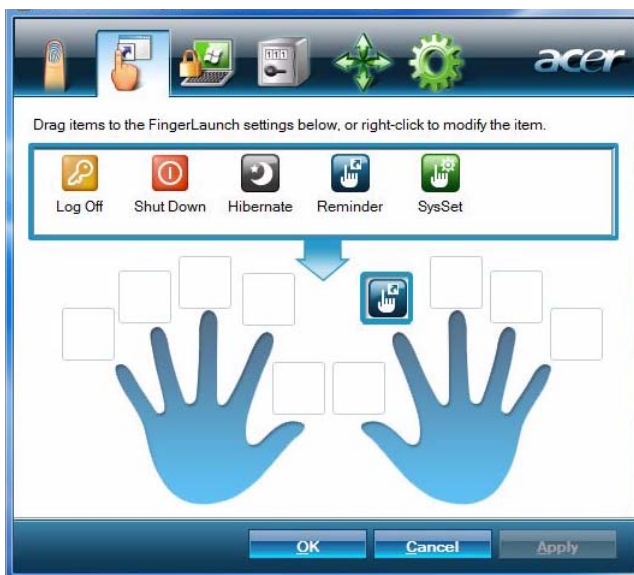 acer
Drag items to the FingerLaunch settings below, or right-click to modify the item.
Log Off Shut Down Hibernate Reminder SysSet
OK Cancel Apply